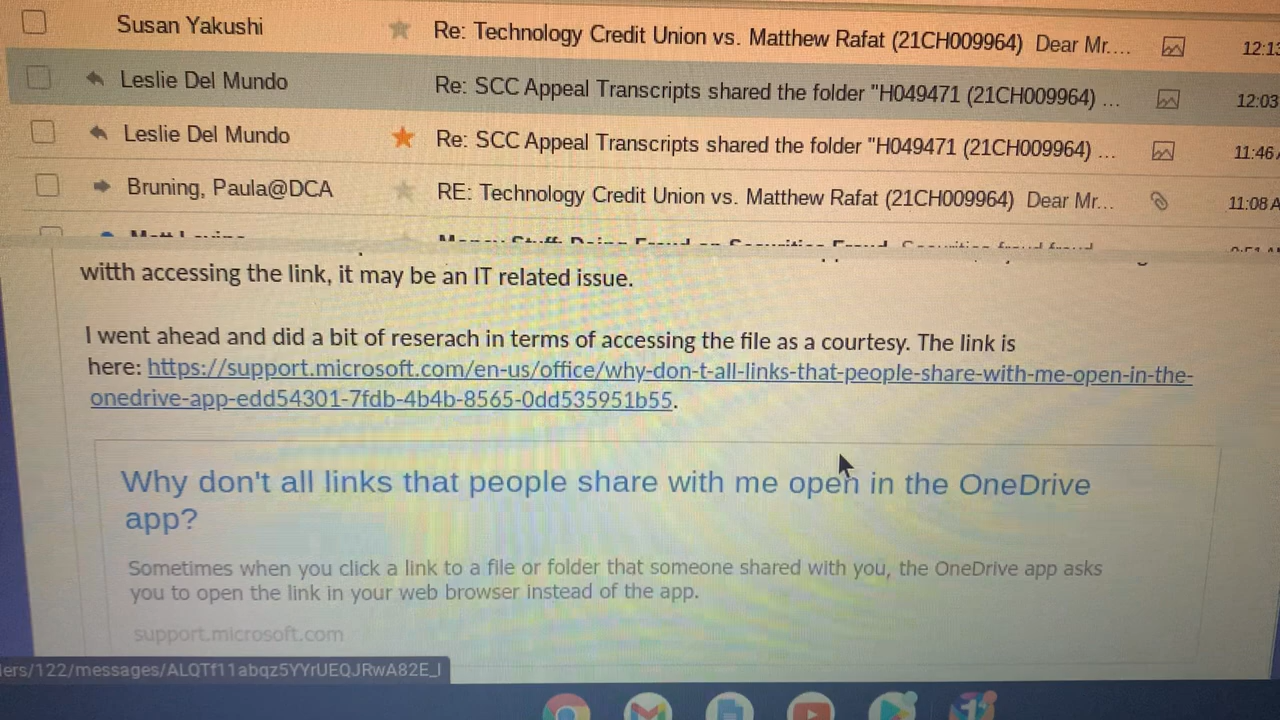 Susan Yakushi Re: Technology Credit Union vs. Matthew Rafat (21CH009964) Dear Mr.... 12:13
Leslie Del Mundo Re: SCC Appeal Transcripts shared the folder "H049471 (21CH009964) ... 12:03
Leslie Del Mundo Re: SCC Appeal Transcripts shared the folder "H049471 (21CH009964) ... 11:46
Bruning, Paula@DCA RE: Technology Credit Union vs. Matthew Rafat (21CH009964) Dear Mr... 11:08 A
witth accessing the link, it may be an IT related issue.
I went ahead and did a bit of reserach in terms of accessing the file as a courtesy. The link is
here: https://support.microsoft.com/en-us/office/why-don-t-all-links-that-people-share-with-me-open-in-the-
onedrive-app-edd54301-7fdb-4b4b-8565-0dd535951b55.
Why don't all links that people share with me open in the OneDrive
app?
Sometimes when you click a link to a file or folder that someone shared with you, the OneDrive app asks
you to open the link in your web browser instead of the app.
support.microsoft.com
ers/122/messages/ALQTf11abqz5YYrUEQJRwA82E_I